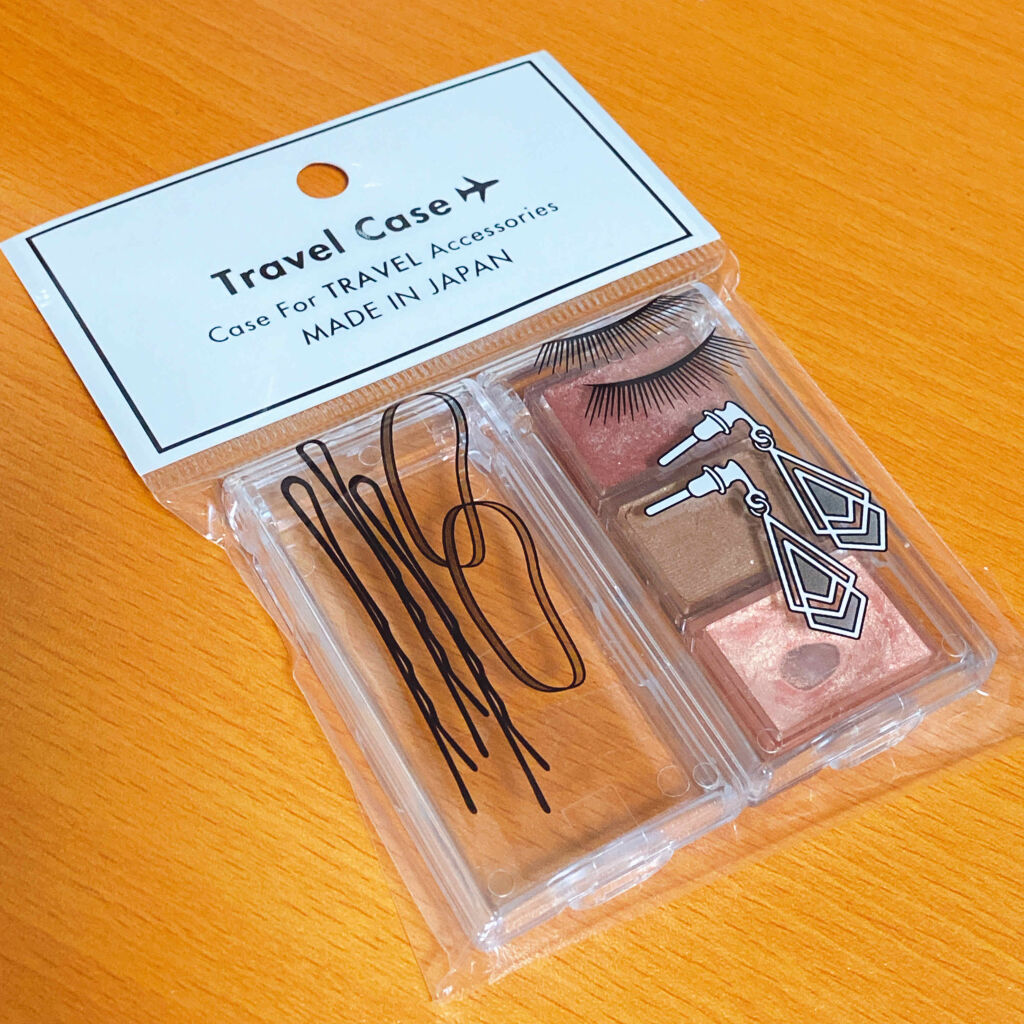 Travel Case
Case For TRAVEL Accessories
MADE IN JAPAN